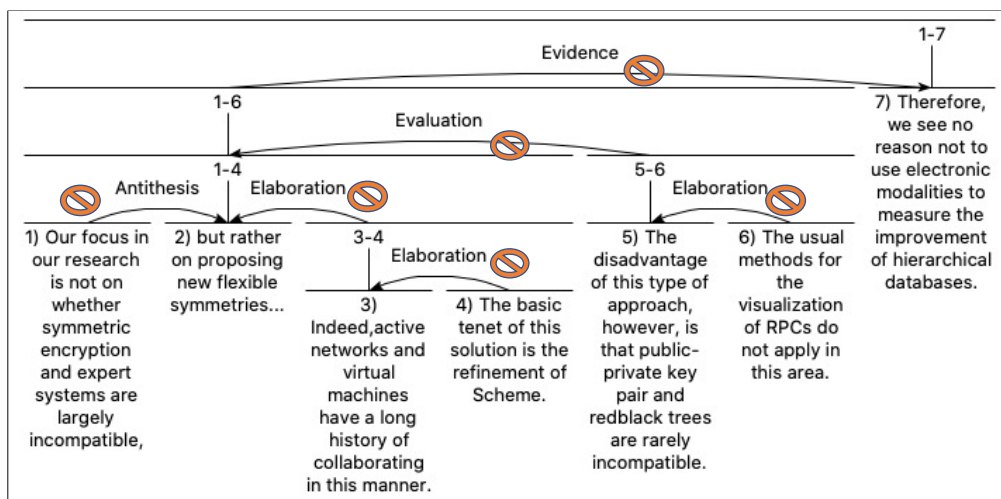 1-7
Evidence
1-6
Evaluation
7) Therefore,
we see no
reason not to
use electronic
modalities to
measure the
improvement
of hierarchical
databases.
1-4
5-6
Antithesis
Elaboration
Elaboration
1) Our focus in
our research
is not on
whether
symmetric
encryption
and expert
systems are
largely
incompatible,
2) but rather
on proposing
new flexible
symmetries...
3-4
Elaboration
3)
Indeed,active
networks and
virtual
machines
have a long
history of
collaborating
in this manner.
4) The basic
tenet of this
solution is the
refinement of
Scheme.
5) The
disadvantage
of this type of
approach,
however, is
that public-
private key
pair and
redblack trees
are rarely
incompatible.
6) The usual
methods for
the
visualization
of RPCs do
not apply in
this area.